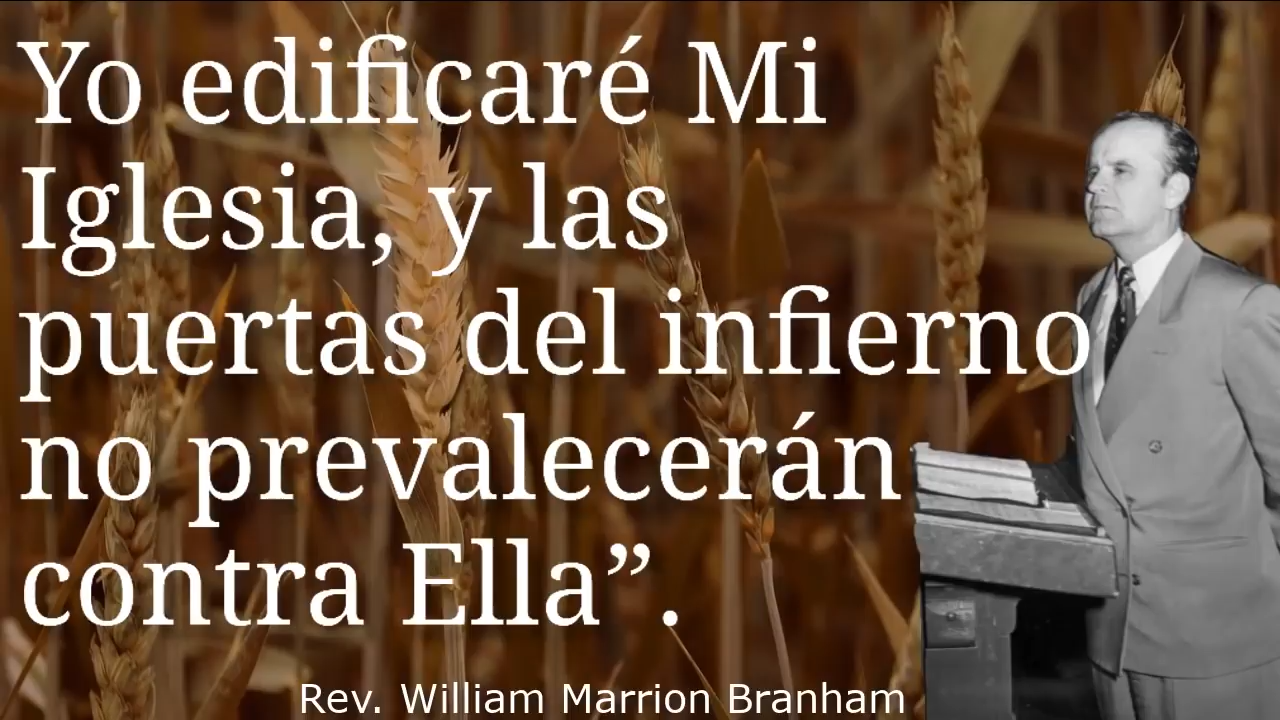 Yo edificaré Mi
Iglesia, y las
puertas del infierno
no prevalecerán
contra Ella” .
Rev. William Marrion Branham